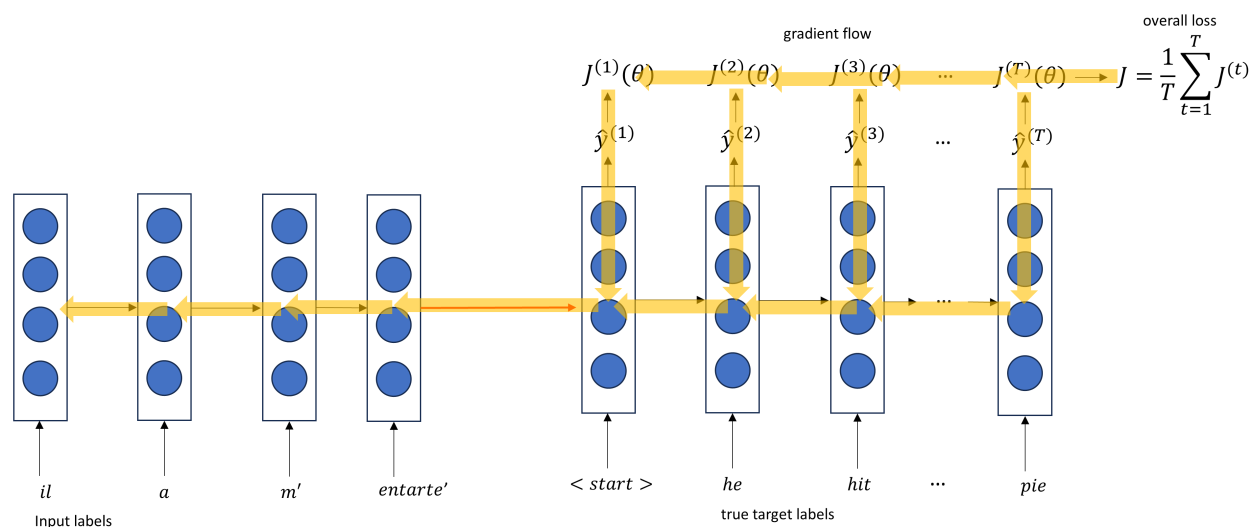 overall loss
gradient flow
J^(1)(θ) J^(2)(θ) J^(3)(θ) ... J^(T)(θ) J = 1/T ∑_{t=1}^{T} J^(t)
ŷ^(1) ŷ^(2) ŷ^(3) ... ŷ^(T)
...
il a m' entarte' < start > he hit ... pie
Input labels true target labels